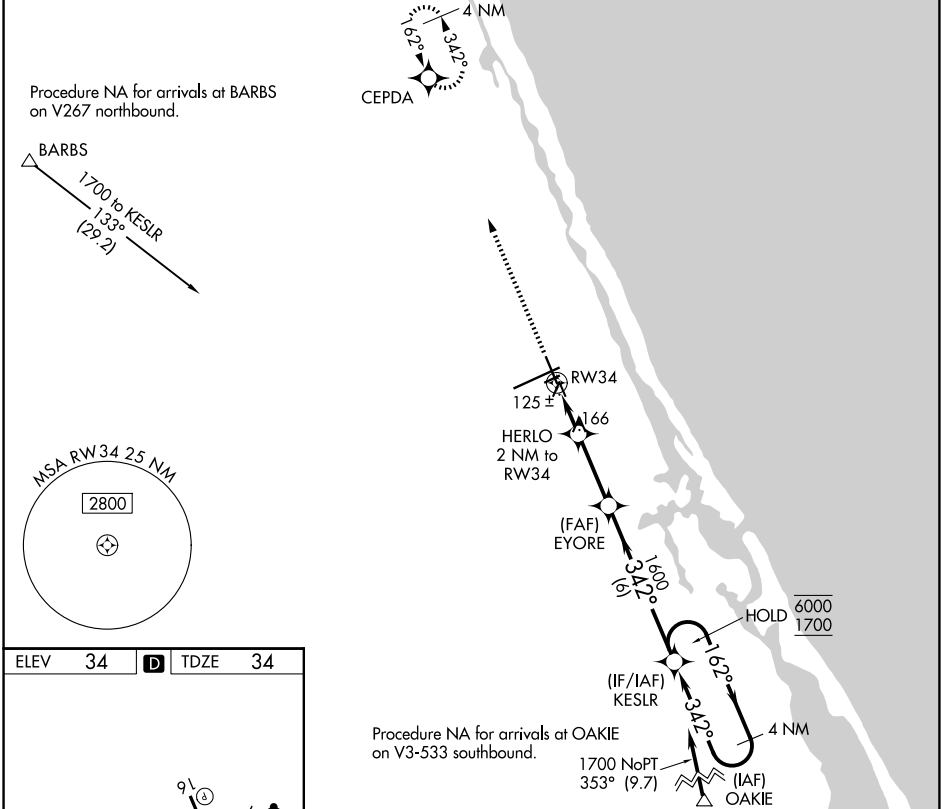 4 NM
162°
342°
CEPDA
Procedure NA for arrivals at BARBS
on V267 northbound.
BARBS
1700 to KESLR
133°
(29.2)
RW34
125 ±
166
HERLO
2 NM to
RW34
MSA RW34 25 NM
2800
(FAF)
EYORE
1600
342°
(6)
HOLD
6000
1700
162°
(IF/IAF)
KESLR
342°
4 NM
ELEV 34 D TDZE 34
Procedure NA for arrivals at OAKIE
on V3-533 southbound.
1700 NoPT
353° (9.7)
(IAF)
OAKIE
16
P